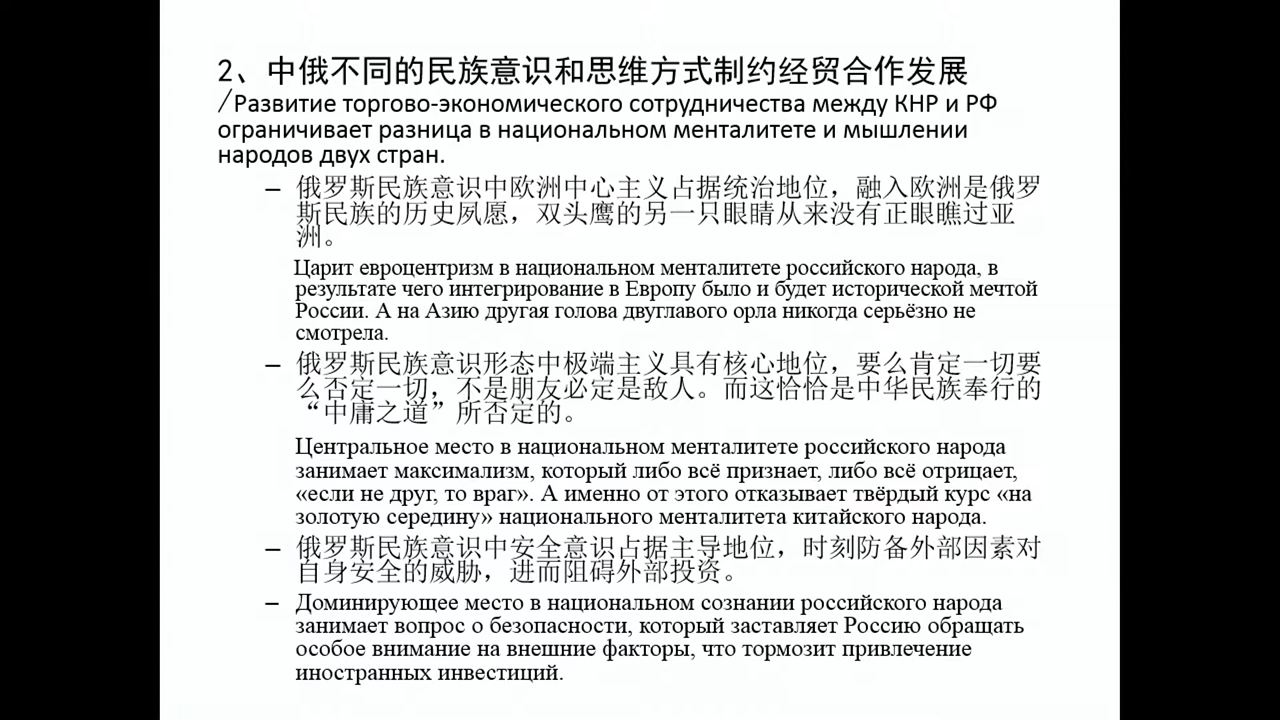 2、中俄不同的民族意识和思维方式制约经贸合作发展
/Развитие торгово-экономического сотрудничества между КНР и РФ
ограничивает разница в национальном менталитете и мышлении
народов двух стран.
– 俄罗斯民族意识中欧洲中心主义占据统治地位，融入欧洲是俄罗
斯民族的历史夙愿，双头鹰的另一只眼睛从来没有正眼瞧过亚
洲。
Царит евроцентризм в национальном менталитете российского народа, в
результате чего интегрирование в Европу было и будет исторической мечтой
России. А на Азию другая голова двуглавого орла никогда серьёзно не
смотрела.
– 俄罗斯民族意识形态中极端主义具有核心地位，要么肯定一切要
么否定一切，不是朋友必定是敌人。而这恰恰是中华民族奉行的
“中庸之道”所否定的。
Центральное место в национальном менталитете российского народа
занимает максимализм, который либо всё признает, либо всё отрицает,
«если не друг, то враг». А именно от этого отказывает твёрдый курс «на
золотую середину» национального менталитета китайского народа.
– 俄罗斯民族意识中安全意识占据主导地位，时刻防备外部因素对
自身安全的威胁，进而阻碍外部投资。
– Доминирующее место в национальном сознании российского народа
занимает вопрос о безопасности, который заставляет Россию обращать
особое внимание на внешние факторы, что тормозит привлечение
иностранных инвестиций.